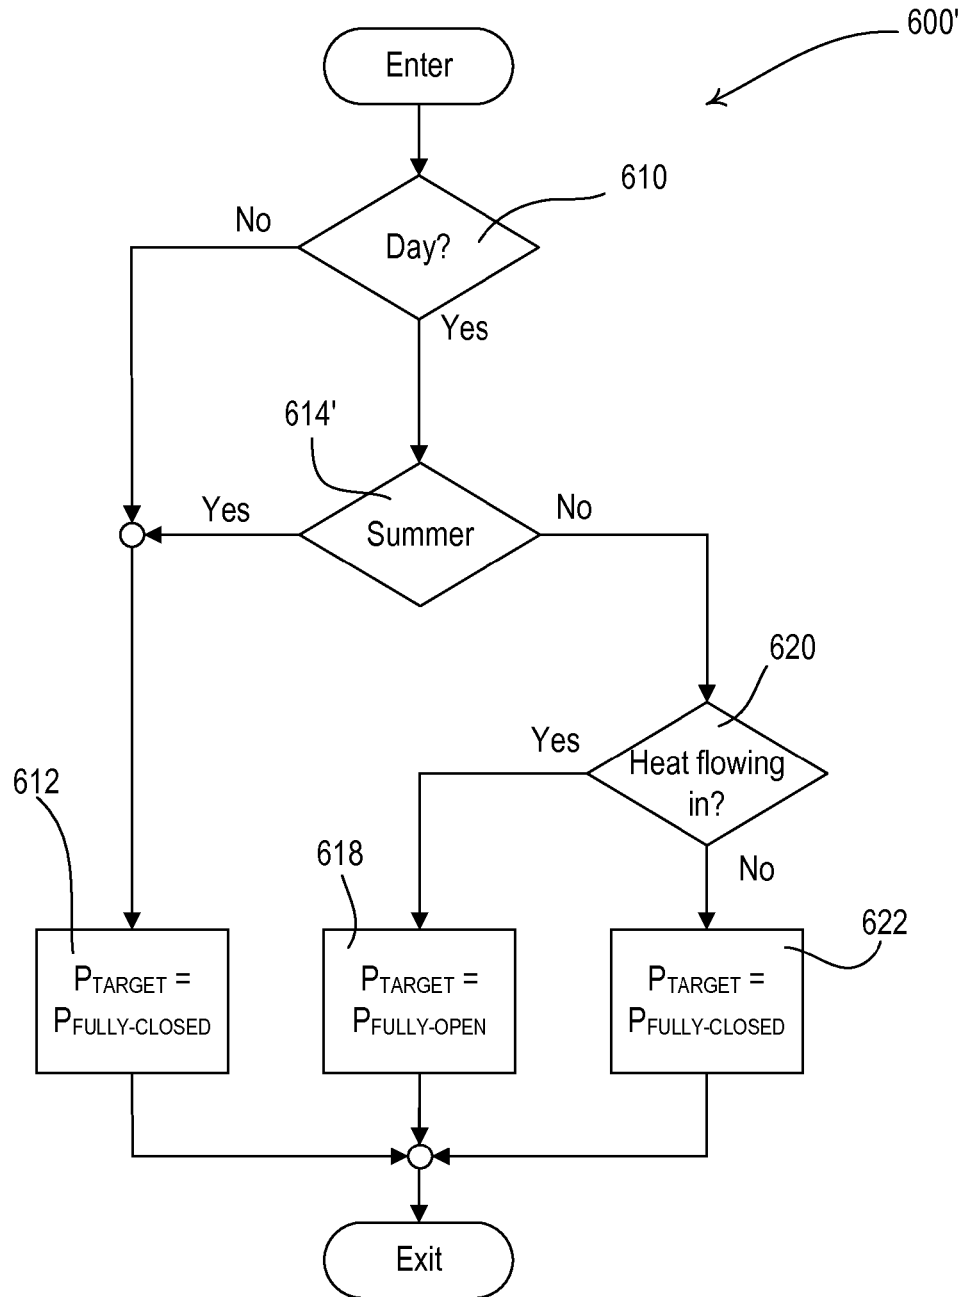 600'
Enter
610
No
Day?
Yes
614'
Yes
No
Summer
620
Yes
Heat flowing
in?
612
618
No
622
PTARGET =
PFULLY-CLOSED
PTARGET =
PFULLY-OPEN
PTARGET =
PFULLY-CLOSED
Exit